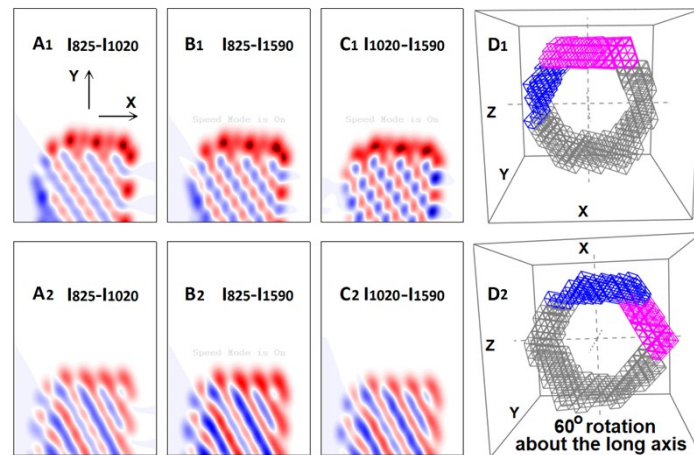 A1 I825-I1020
Y
X
B1 I825-I1590
Speed Mode is On
C1 I1020-I1590
Speed Mode is On
D1
Z
Y
X
A2 I825-I1020
B2 I825-I1590
Speed Mode is On
C2 I1020-I1590
D2
X
Z
Y
60° rotation
about the long axis